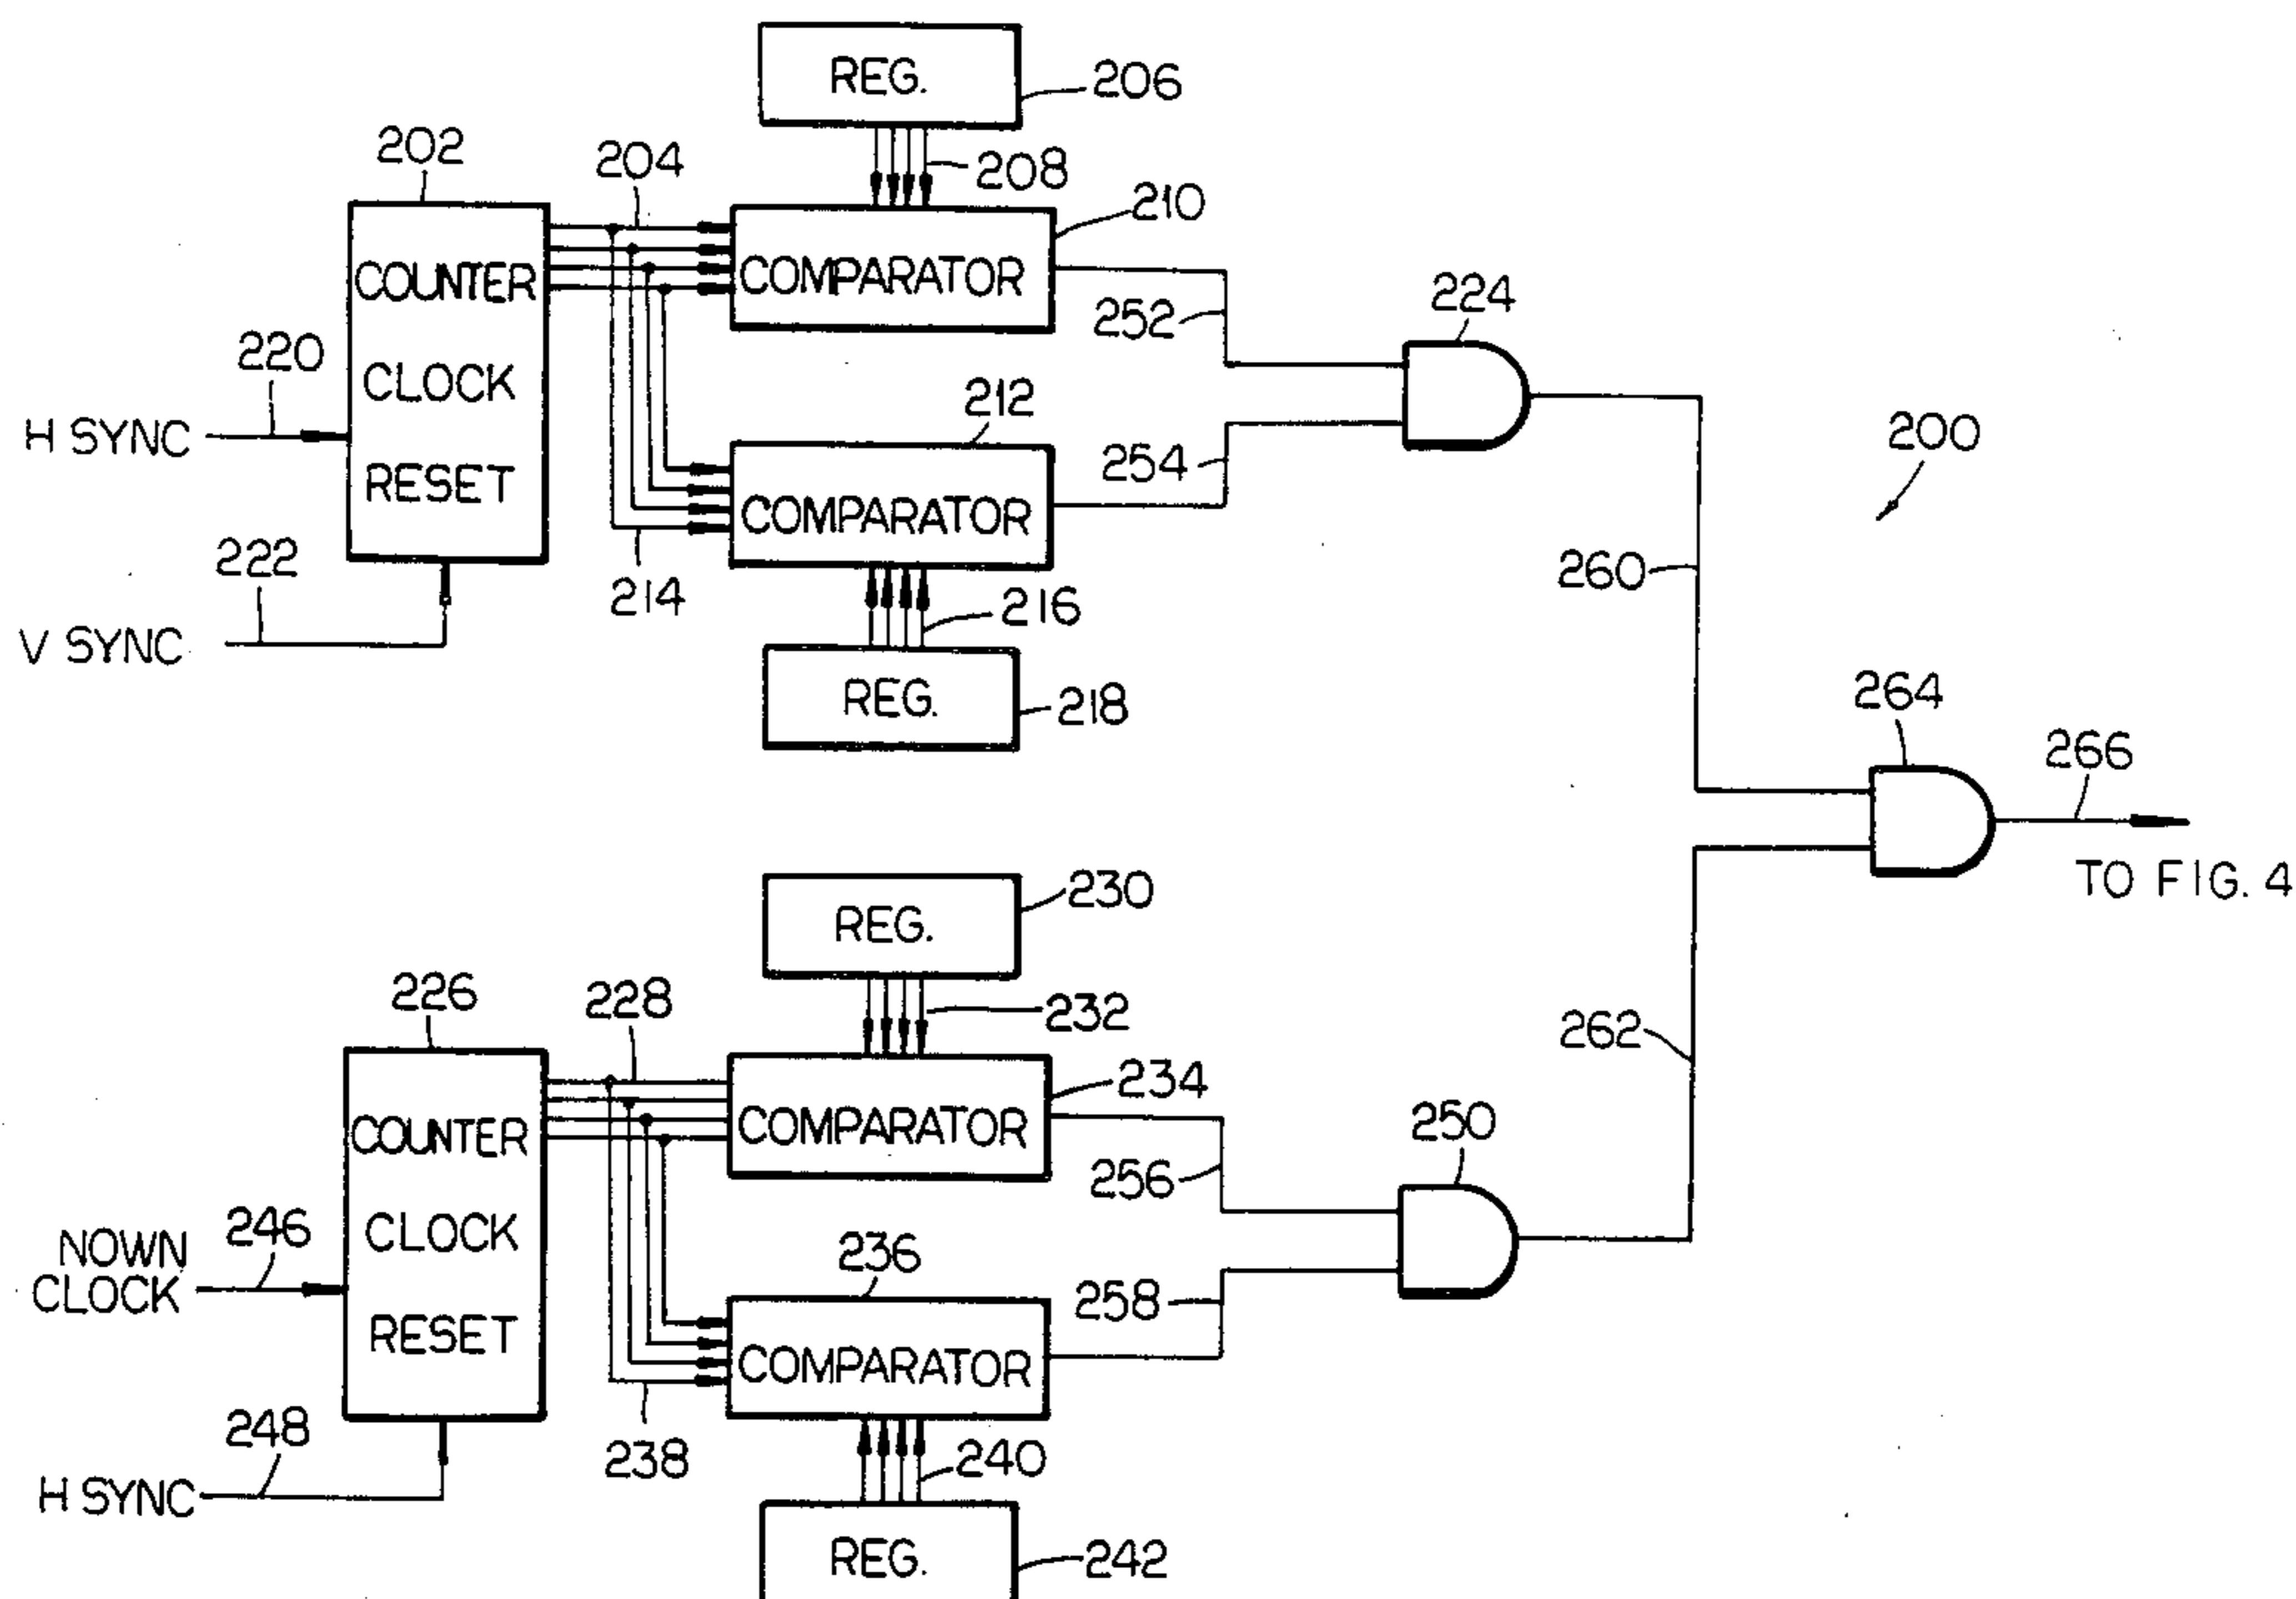 REG.
206
202
204
208
210
COUNTER
COMPARATOR
252
224
220
CLOCK
H SYNC
212
200
RESET
254
COMPARATOR
222
214
216
260
V SYNC
REG.
218
264
266
TO FIG. 4
230
REG.
226
228
232
262
234
COUNTER
COMPARATOR
250
256
NOWN
CLOCK
246
CLOCK
236
258
RESET
COMPARATOR
248
238
240
H SYNC
REG.
242